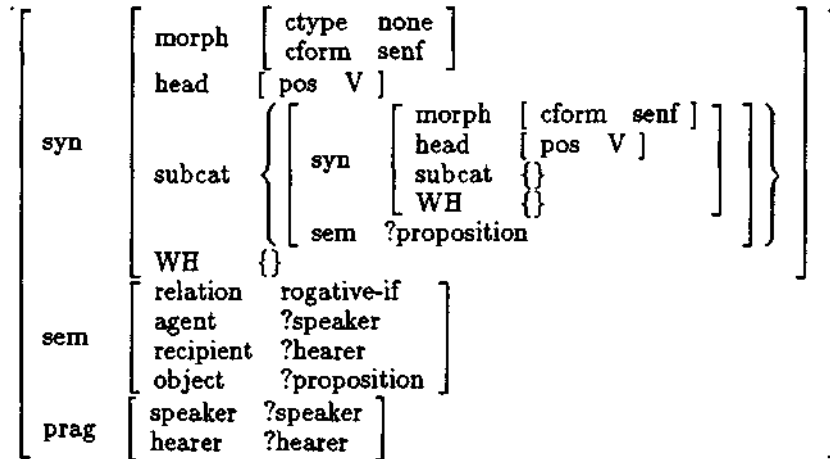 ctype none
morph
cform senf
head [ pos V ]
morph [ cform senf ]
head [ pos V ]
syn
syn
subcat
subcat {}
WH {}
sem ?proposition
WH {}
relation rogative-if
agent ?speaker
sem
recipient ?hearer
object ?proposition
speaker ?speaker
prag
hearer ?hearer